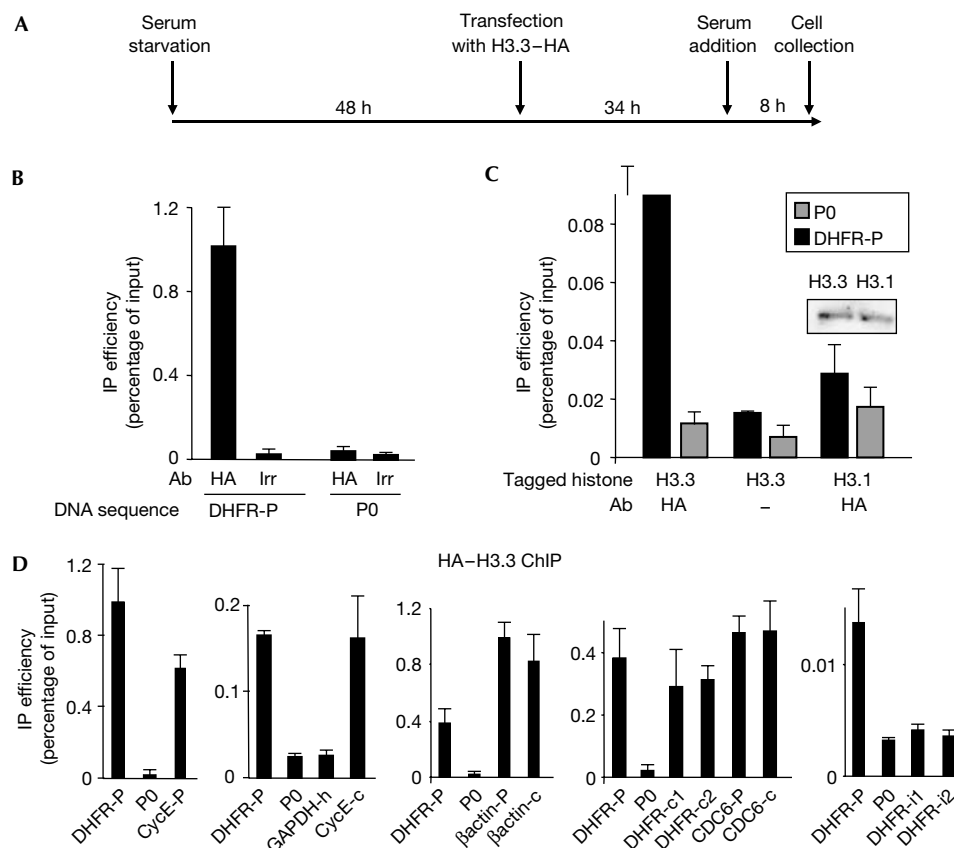 A
Serum starvation
Transfection with H3.3–HA
Serum addition
Cell collection
48 h
34 h
8 h
B
IP efficiency (percentage of input)
1.2
0.8
0.4
0
Ab HA Irr HA Irr
DNA sequence DHFR-P P0
C
IP efficiency (percentage of input)
0.08
0.06
0.04
0.02
0
P0
DHFR-P
H3.3 H3.1
Tagged histone H3.3 H3.3 H3.1
Ab HA – HA
D
HA–H3.3 ChIP
IP efficiency (percentage of input)
1.2
0.8
0.4
0
DHFR-P P0 CycE-P
0.2
0.1
0
DHFR-P P0 GAPDH-h CycE-c
1.2
0.8
0.4
0
DHFR-P P0 βactin-P βactin-c
0.4
0.2
0
DHFR-P P0 DHFR-c1 DHFR-c2 CDC6-P CDC6-c
0.01
0
DHFR-P P0 DHFR-i1 DHFR-i2